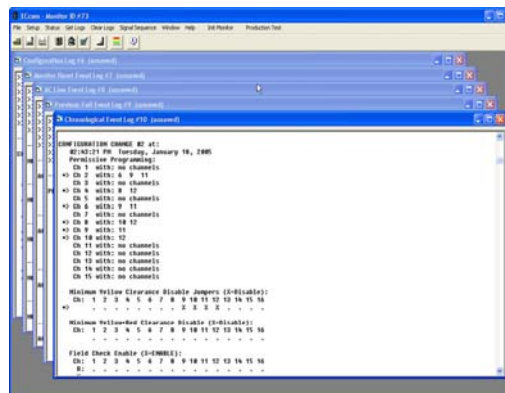 ECcom - Monitor ID #73
File Setup Status Get Logs Clear Logs Signal Sequence Window Help Init Monitor Production Test
Configuration Log #6 (unnamed)
Monitor Reset Event Log #7 (unnamed)
AC Line Event Log #8 (unnamed)
Previous Fail Event Log #9 (unnamed)
Chronological Event Log #10 (unnamed)
CONFIGURATION CHANGE 02 at:
02:43:21 PM Tuesday, January 18, 2005
Permissive Programming:
Ch 1 with: no channels
=> Ch 2 with: 6 9 11
Ch 3 with: no channels
=> Ch 4 with: 8 12
Ch 5 with: no channels
=> Ch 6 with: 9 11
Ch 7 with: no channels
=> Ch 8 with: 10 12
=> Ch 9 with: 11
=> Ch 10 with: 12
Ch 11 with: no channels
Ch 12 with: no channels
Ch 13 with: no channels
Ch 14 with: no channels
Ch 15 with: no channels
Minimum Yellow Clearance Disable Jumpers (X=Disable):
Ch: 1 2 3 4 5 6 7 8 9 10 11 12 13 14 15 16
=> . . . . . . . . X X X X . . . .
Minimum Yellow+Red Clearance Disable (X=Disable):
Ch: 1 2 3 4 5 6 7 8 9 10 11 12 13 14 15 16
. . . . . . . . . . . . . . . .
Field Check Enable (X=ENABLE):
Ch: 1 2 3 4 5 6 7 8 9 10 11 12 13 14 15 16
R: . . . . . . . . . . . . . . . .